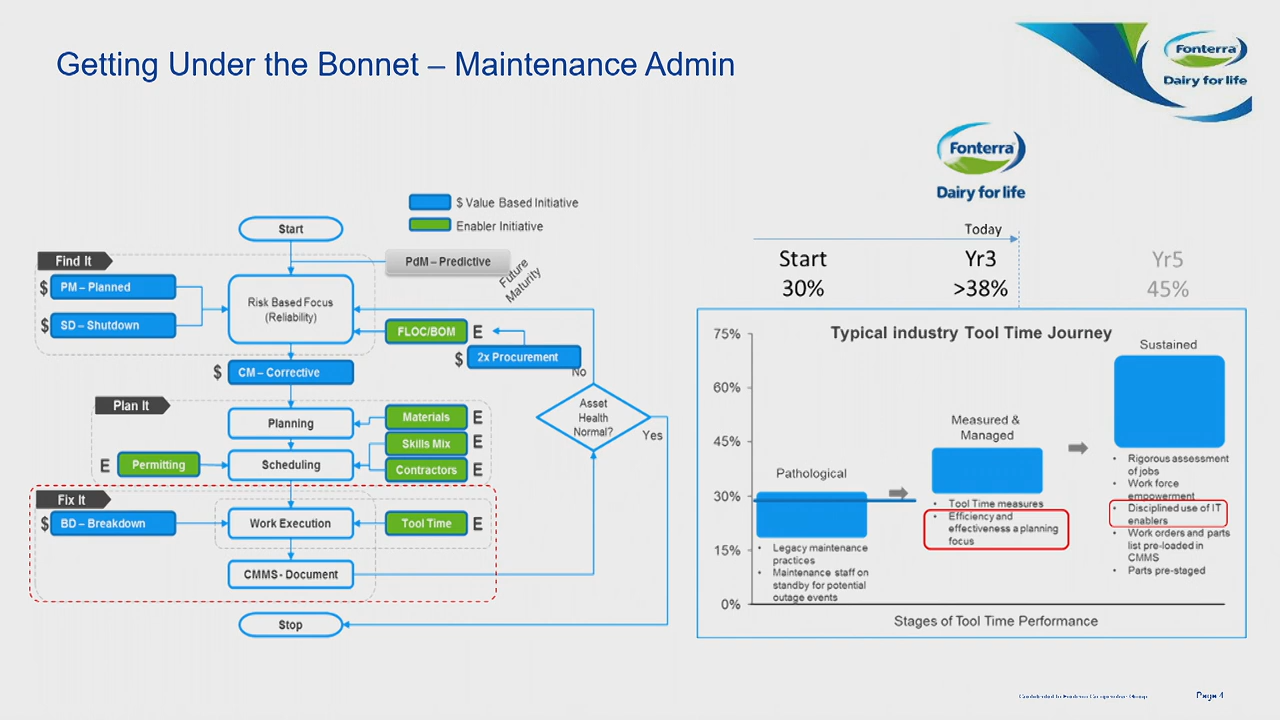 Getting Under the Bonnet – Maintenance Admin
Fonterra
Dairy for life
Fonterra
Dairy for life
$ Value Based Initiative
Enabler Initiative
Start
Find It
PdM – Predictive
Future
Maturity
$ PM – Planned
$ SD – Shutdown
Risk Based Focus
(Reliability)
FLOC/BOM E
$ 2x Procurement
$ CM – Corrective
No
Plan It
Planning
Materials E
Skills Mix E
E Permitting
Scheduling
Contractors E
Asset
Health
Normal?
Yes
Fix It
$ BD – Breakdown
Work Execution
Tool Time E
CMMS - Document
Stop
Today
Start Yr3 Yr5
30% >38% 45%
Typical industry Tool Time Journey
75%
60%
45%
30%
15%
0%
Pathological
• Legacy maintenance
practices
• Maintenance staff on
standby for potential
outage events
Measured &
Managed
• Tool Time measures
• Efficiency and
effectiveness a planning
focus
Sustained
• Rigorous assessment
of jobs
• Work force
empowerment
• Disciplined use of IT
enablers
• Work orders and parts
list pre-loaded in
CMMS
• Parts pre-staged
Stages of Tool Time Performance
Confidential to Fonterra Co-operative Group
Page 4